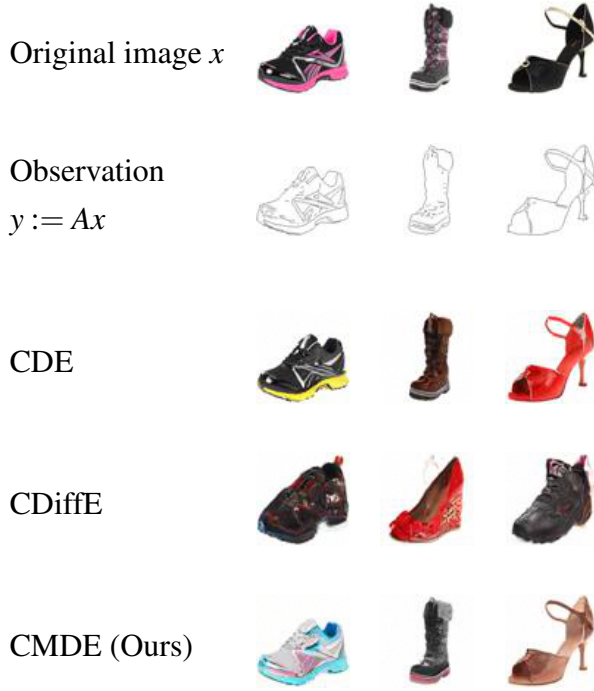 Original image x
Observation
y := Ax
CDE
CDiffE
CMDE (Ours)